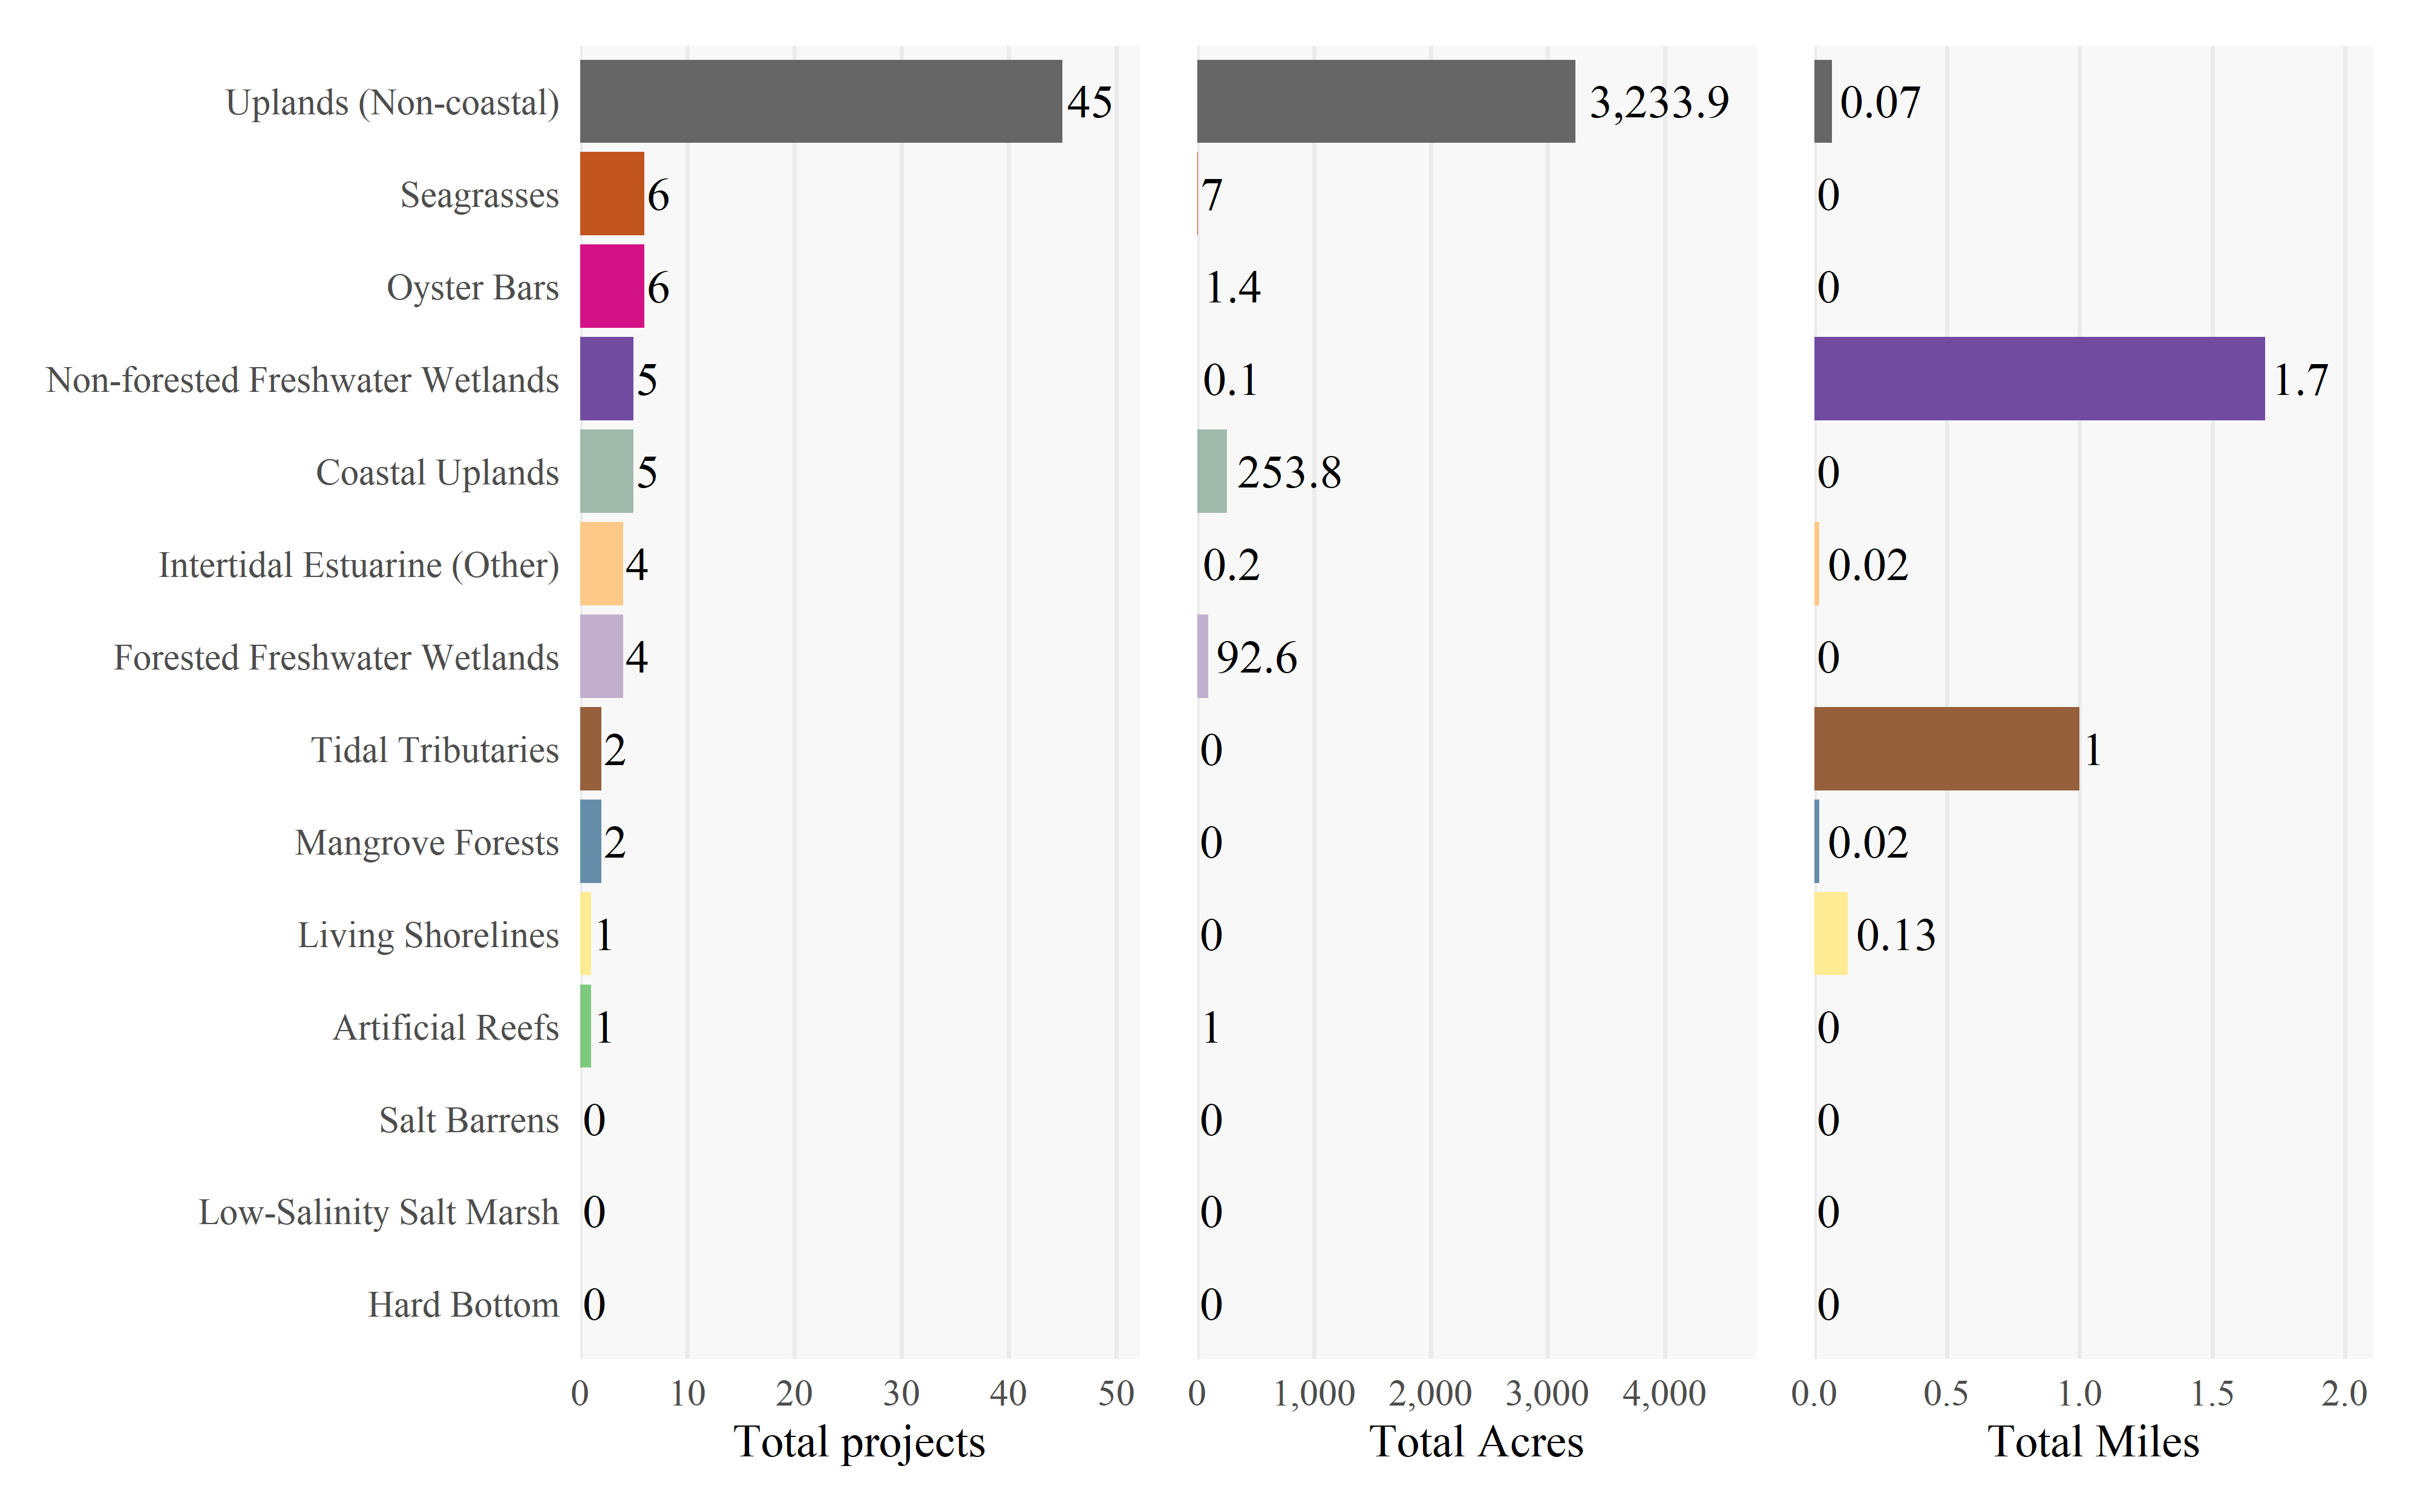 Uplands (Non-coastal) 45 3,233.9 0.07
Seagrasses 6 7 0
Oyster Bars 6 1.4 0
Non-forested Freshwater Wetlands 5 0.1 1.7
Coastal Uplands 5 253.8 0
Intertidal Estuarine (Other) 4 0.2 0.02
Forested Freshwater Wetlands 4 92.6 0
Tidal Tributaries 2 0 1
Mangrove Forests 2 0 0.02
Living Shorelines 1 0 0.13
Artificial Reefs 1 1 0
Salt Barrens 0 0 0
Low-Salinity Salt Marsh 0 0 0
Hard Bottom 0 0 0
0 10 20 30 40 50 0 1,000 2,000 3,000 4,000 0.0 0.5 1.0 1.5 2.0
Total projects Total Acres Total Miles